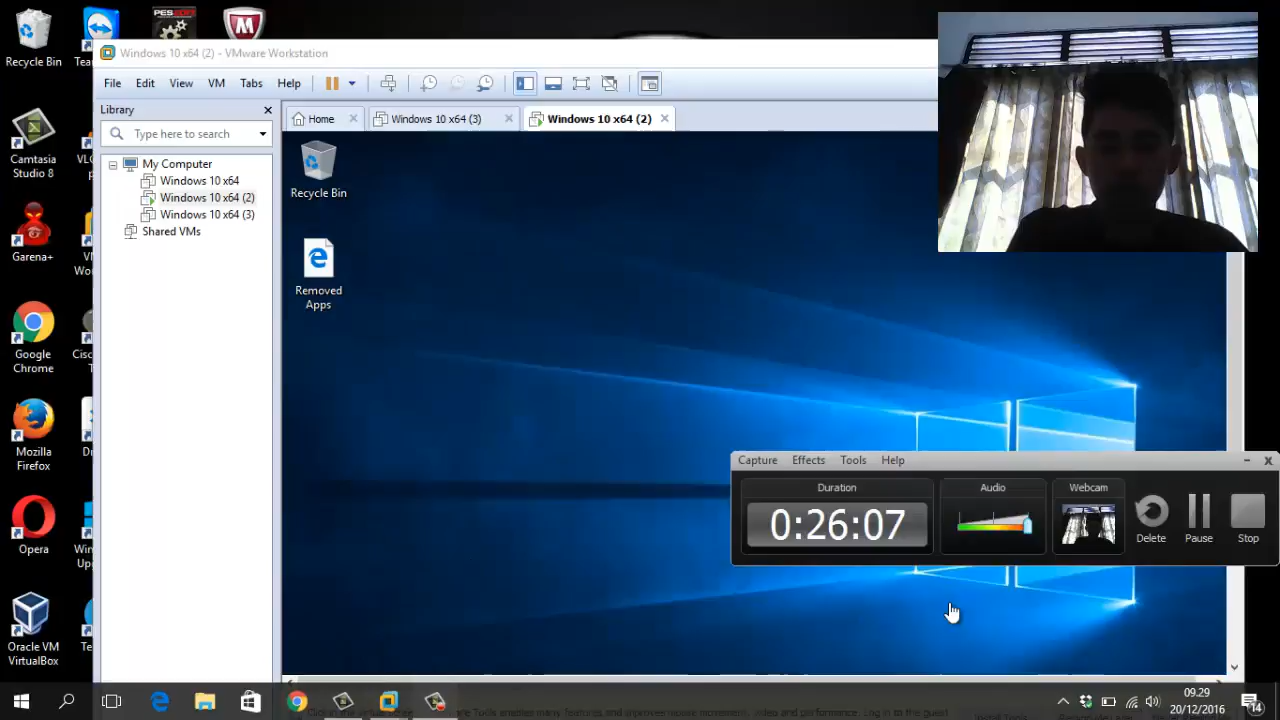 Recycle Bin
Windows 10 x64 (2) - VMware Workstation
File Edit View VM Tabs Help
Library
Type here to search
My Computer
Windows 10 x64
Windows 10 x64 (2)
Windows 10 x64 (3)
Shared VMs
Home
Windows 10 x64 (3)
Windows 10 x64 (2)
Recycle Bin
Removed
Apps
Camtasia
Studio 8
Garena+
Google
Chrome
Mozilla
Firefox
Opera
Oracle VM
VirtualBox
Capture Effects Tools Help
Duration
0:26:07
Audio
Webcam
Delete
Pause
Stop
09.29
20/12/2016
14